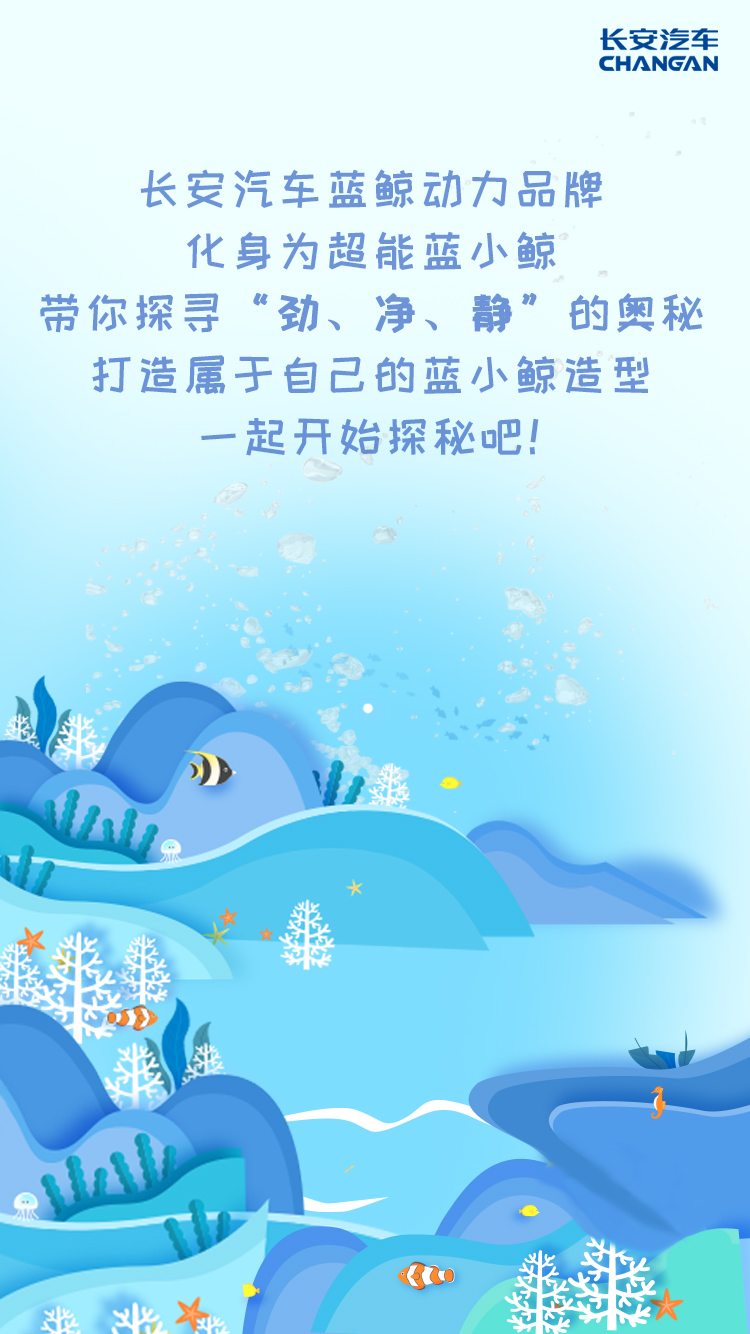 长安汽车
CHANGAN
长安汽车蓝鲸动力品牌
化身为超能蓝小鲸
带你探寻“劲、净、静”的奥秘
打造属于自己的蓝小鲸造型
一起开始探秘吧!